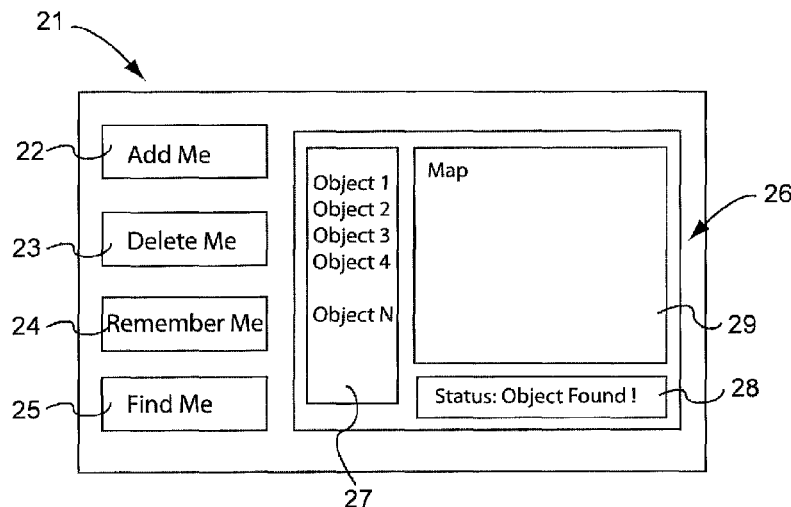 21
22
Add Me
23
Delete Me
24
Remember Me
25
Find Me
Object 1
Object 2
Object 3
Object 4
Object N
27
Map
29
Status: Object Found !
28
26